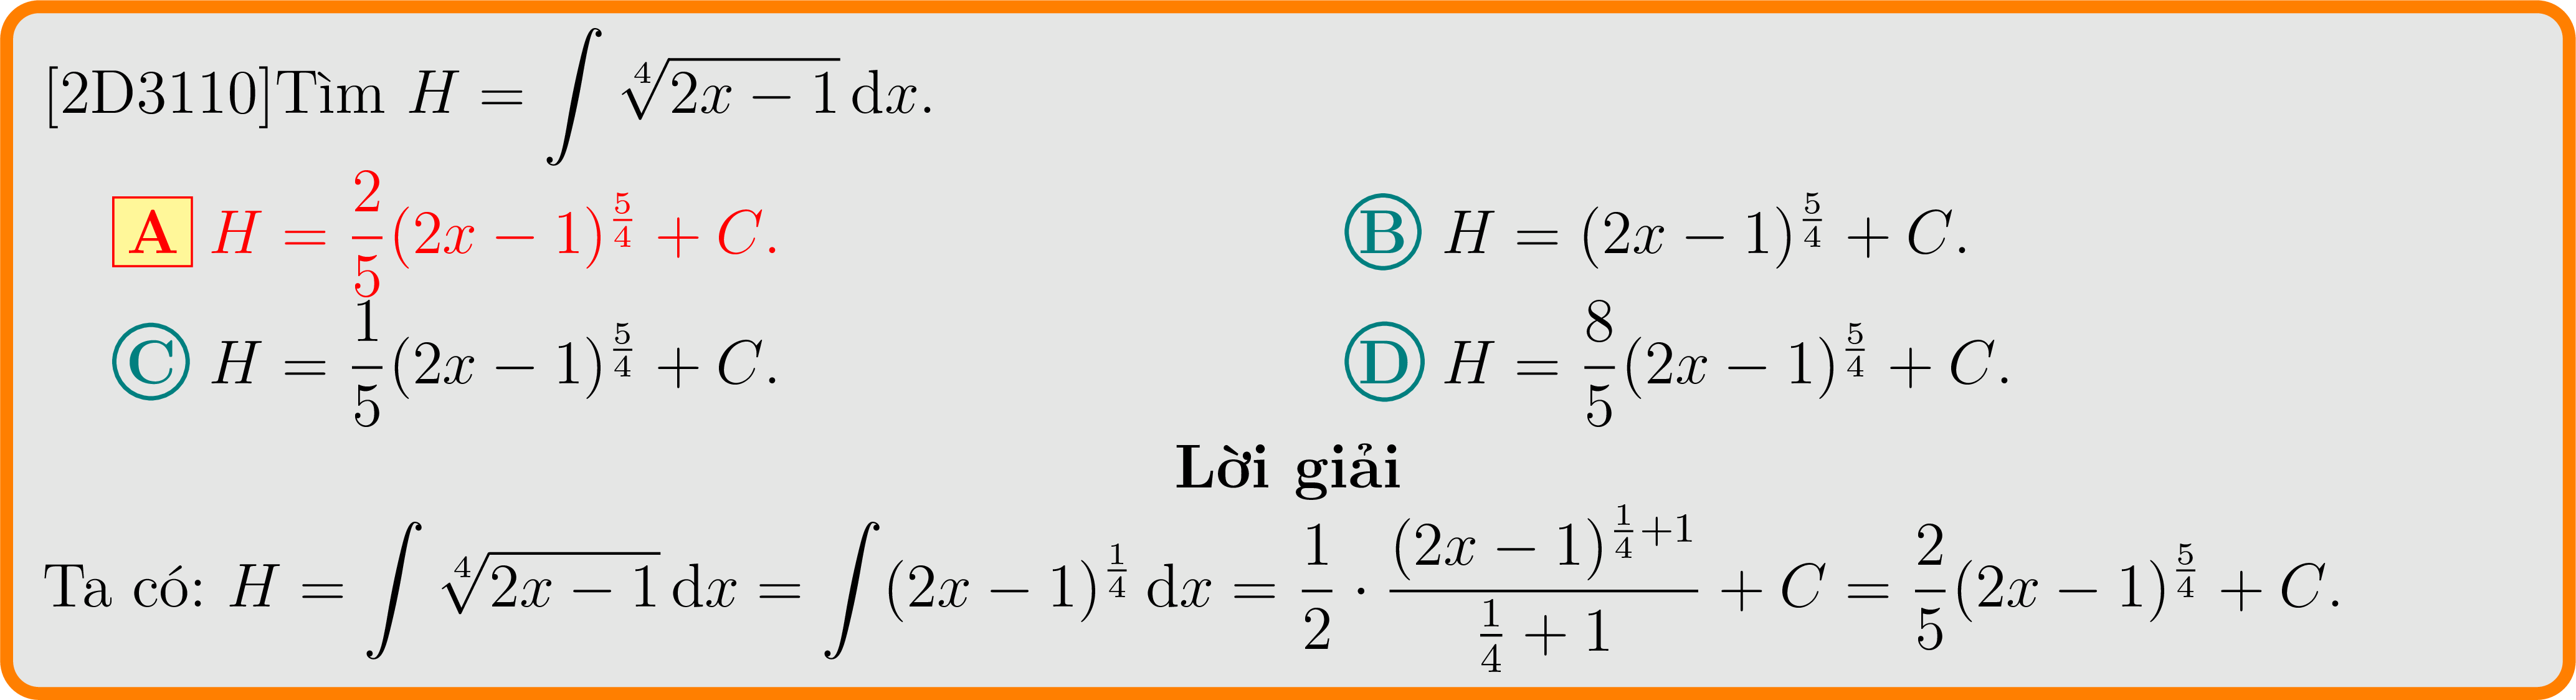 [2D3110]Tìm $H = \int \sqrt[4]{2x-1}\,\mathrm{d}x$.
A $H = \frac{2}{5}(2x-1)^{\frac{5}{4}} + C$. B $H = (2x-1)^{\frac{5}{4}} + C$.
C $H = \frac{1}{5}(2x-1)^{\frac{5}{4}} + C$. D $H = \frac{8}{5}(2x-1)^{\frac{5}{4}} + C$.
Lời giải
Ta có: $H = \int \sqrt[4]{2x-1}\,\mathrm{d}x = \int (2x-1)^{\frac{1}{4}}\,\mathrm{d}x = \frac{1}{2} \cdot \frac{(2x-1)^{\frac{1}{4}+1}}{\frac{1}{4}+1} + C = \frac{2}{5}(2x-1)^{\frac{5}{4}} + C$.